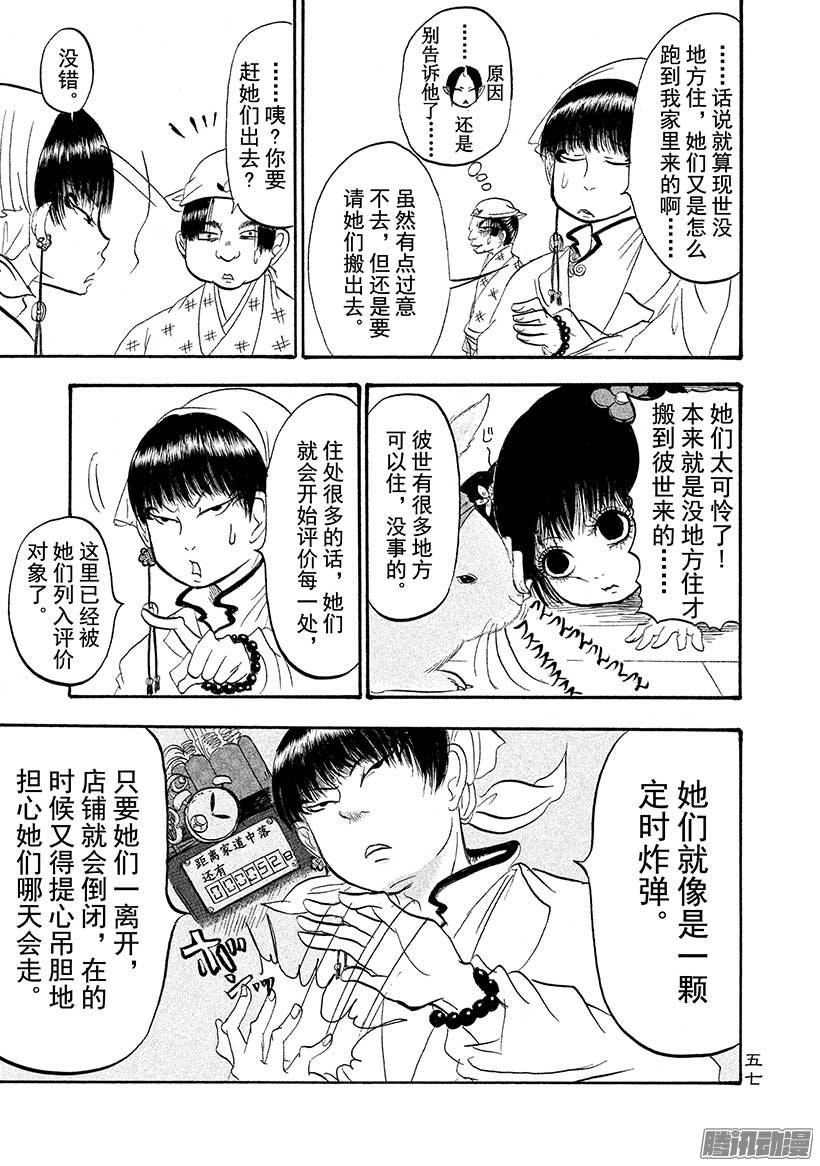 ……话说就算现世没
地方住，她们又是怎么
跑到我家里来的啊……
原因
还是
……
别告诉他了……
虽然有点过意
不去，但还是要
请她们搬出去。
……咦？你要
赶她们出去？
没错。
她们太可怜了！
本来就是没地方住才
搬到彼世来的……
じ
彼世有很多地方
可以住，没事的。
住处很多的话，她们
就会开始评价每一处，
这里已经被
她们列入评价
对象了。
她们就像是一颗
定时炸弹。
距离家道中落
还有
000052日
只要她们一离开，
店铺就会倒闭，在的
时候又得提心吊胆地
担心她们哪天会走。
五七
腾讯动漫